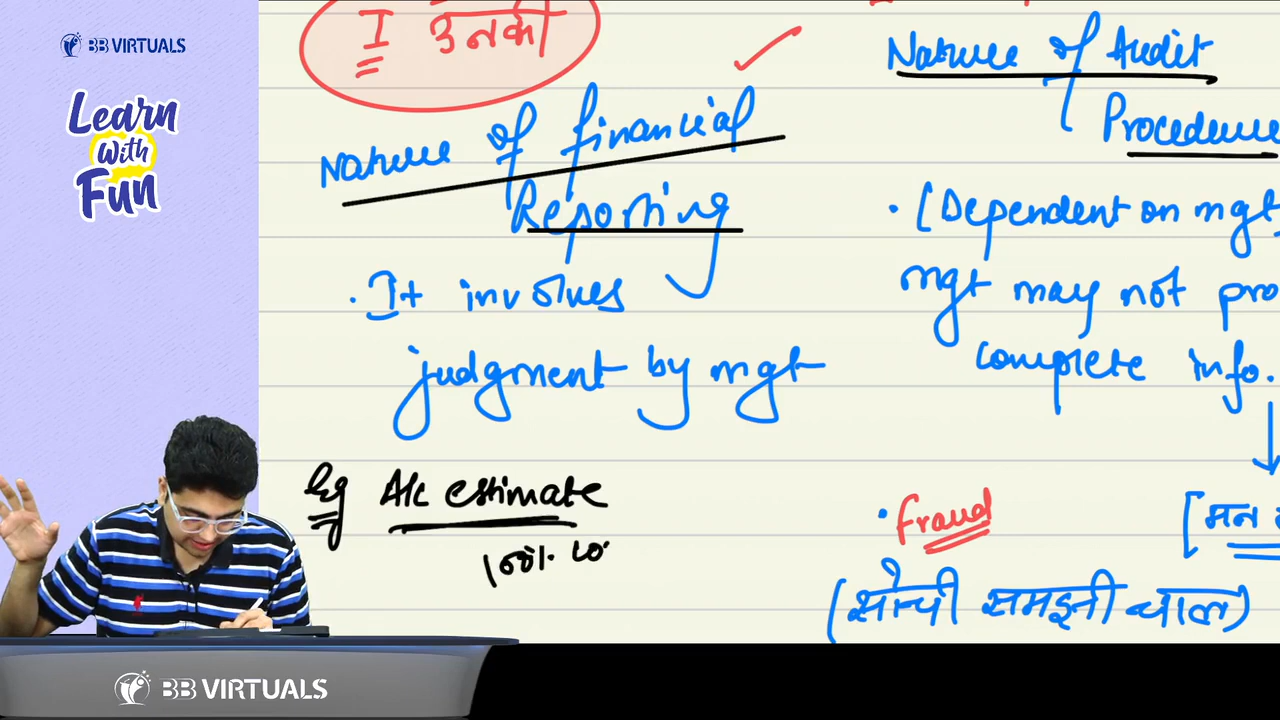 BB VIRTUALS
Learn
With
Fun
I उनकी
Nature of financial
Reporting
. It involves
judgment by mgt
Eg A/c estimate
100%
Nature of Audit
Procedure
. [Dependent on mgt
mgt may not pro
complete info.
. Fraud
[मन
(सोची समझी चाल)
BB VIRTUALS